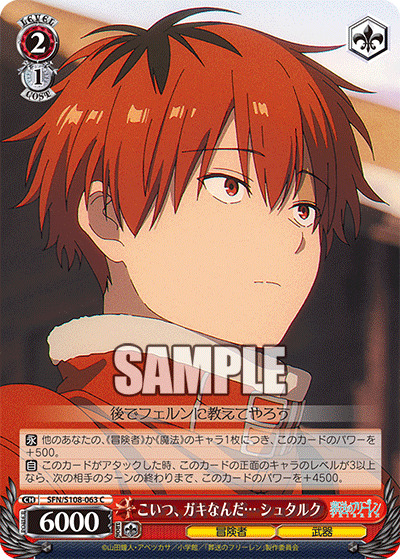 LEVEL
2
1
COST
SAMPLE
後でフェルンに教えてやろう
永 他のあなたの、《冒険者》か《魔法》のキャラ1枚につき、このカードのパワーを
+500。
自 このカードがアタックした時、このカードの正面のキャラのレベルが3以上
なら、次の相手のターンの終わりまで、このカードのパワーを+4500。
CH
SFN/S108-063 C
6000
こいつ、ガキなんだ… シュタルク
葬送のフリーレン
冒険者
武器
©山田鐘人・アベツカサ/小学館/「葬送のフリーレン」製作委員会